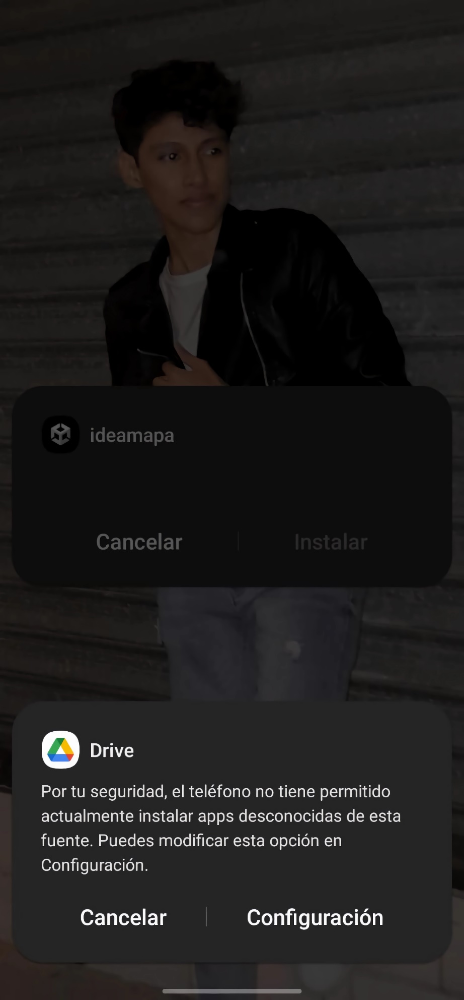 ideamapa
Cancelar
Instalar
Drive
Por tu seguridad, el teléfono no tiene permitido
actualmente instalar apps desconocidas de esta
fuente. Puedes modificar esta opción en
Configuración.
Cancelar
Configuración